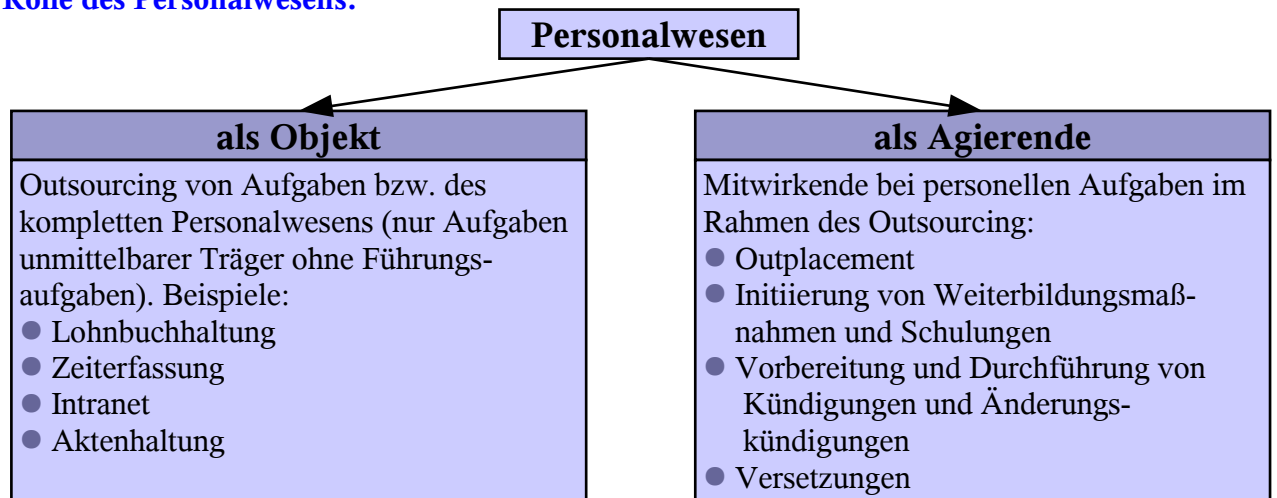 Rolle des Personalwesens:
Personalwesen
als Objekt
Outsourcing von Aufgaben bzw. des
kompletten Personalwesens (nur Aufgaben
unmittelbarer Träger ohne Führungs-
aufgaben). Beispiele:
● Lohnbuchhaltung
● Zeiterfassung
● Intranet
● Aktenhaltung
als Agierende
Mitwirkende bei personellen Aufgaben im
Rahmen des Outsourcing:
● Outplacement
● Initiierung von Weiterbildungsmaß-
nahmen und Schulungen
● Vorbereitung und Durchführung von
Kündigungen und Änderungs-
kündigungen
● Versetzungen